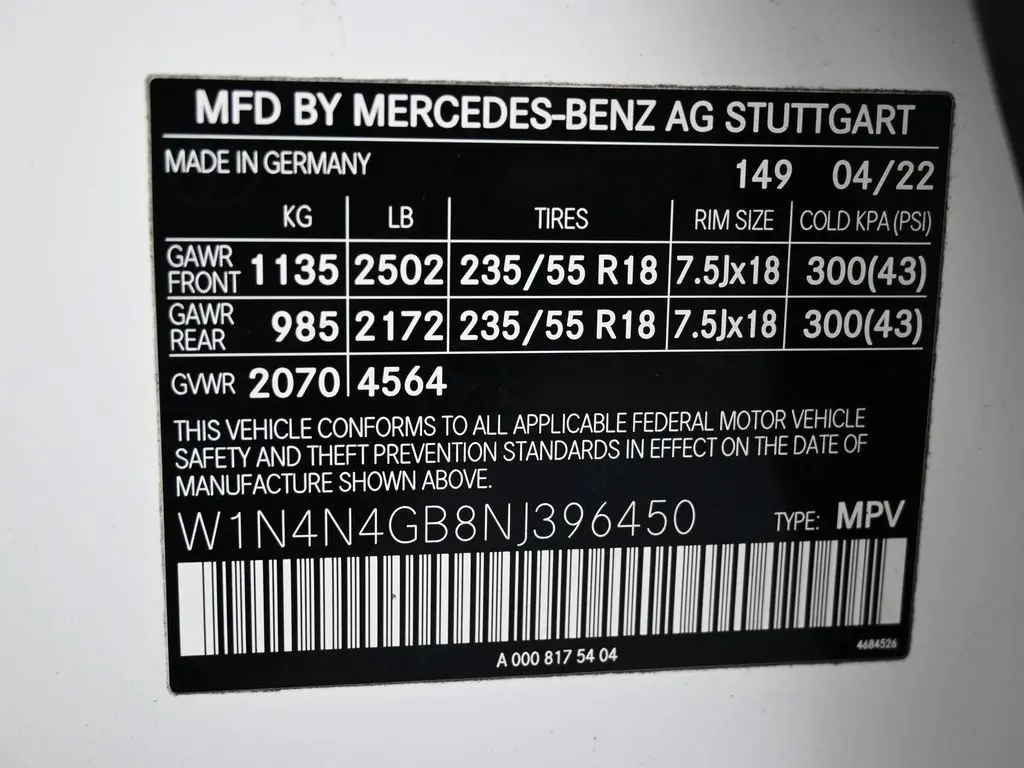 MFD BY MERCEDES-BENZ AG STUTTGART
MADE IN GERMANY 149 04/22
KG LB TIRES RIM SIZE COLD KPA (PSI)
GAWR FRONT 1135 2502 235/55 R18 7.5Jx18 300(43)
GAWR REAR 985 2172 235/55 R18 7.5Jx18 300(43)
GVWR 2070 4564
THIS VEHICLE CONFORMS TO ALL APPLICABLE FEDERAL MOTOR VEHICLE
SAFETY AND THEFT PREVENTION STANDARDS IN EFFECT ON THE DATE OF
MANUFACTURE SHOWN ABOVE.
W1N4N4GB8NJ396450 TYPE: MPV
A 000 817 54 04 4684526